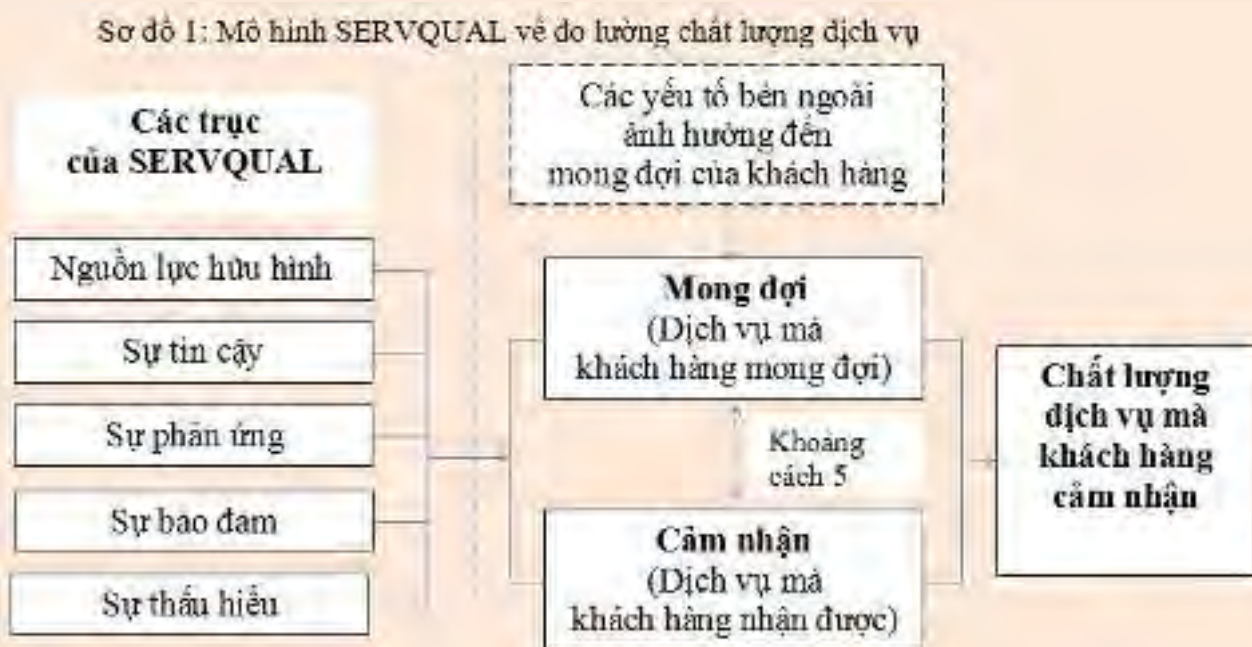 Sơ đồ 1: Mô hình SERVQUAL về đo lường chất lượng dịch vụ
Các trục
của SERVQUAL
Nguồn lực hữu hình
Sự tin cậy
Sự phản ứng
Sự bảo đảm
Sự thấu hiểu
Các yếu tố bên ngoài
ảnh hưởng đến
mong đợi của khách hàng
Mong đợi
(Dịch vụ mà
khách hàng mong đợi)
Khoảng
cách 5
Cảm nhận
(Dịch vụ mà
khách hàng nhận được)
Chất lượng
dịch vụ mà
khách hàng
cảm nhận